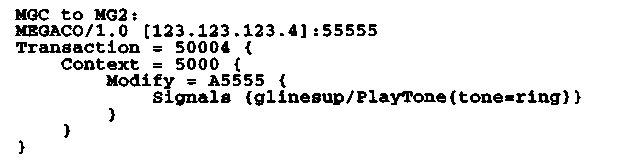 MGC to MG2:
MEGACO/1.0 [123.123.123.4]:55555
Transaction = 50004 {
Context = 5000 {
Modify = A5555 {
Signals {glinesup/PlayTone{tone=ring}}
}
}
}